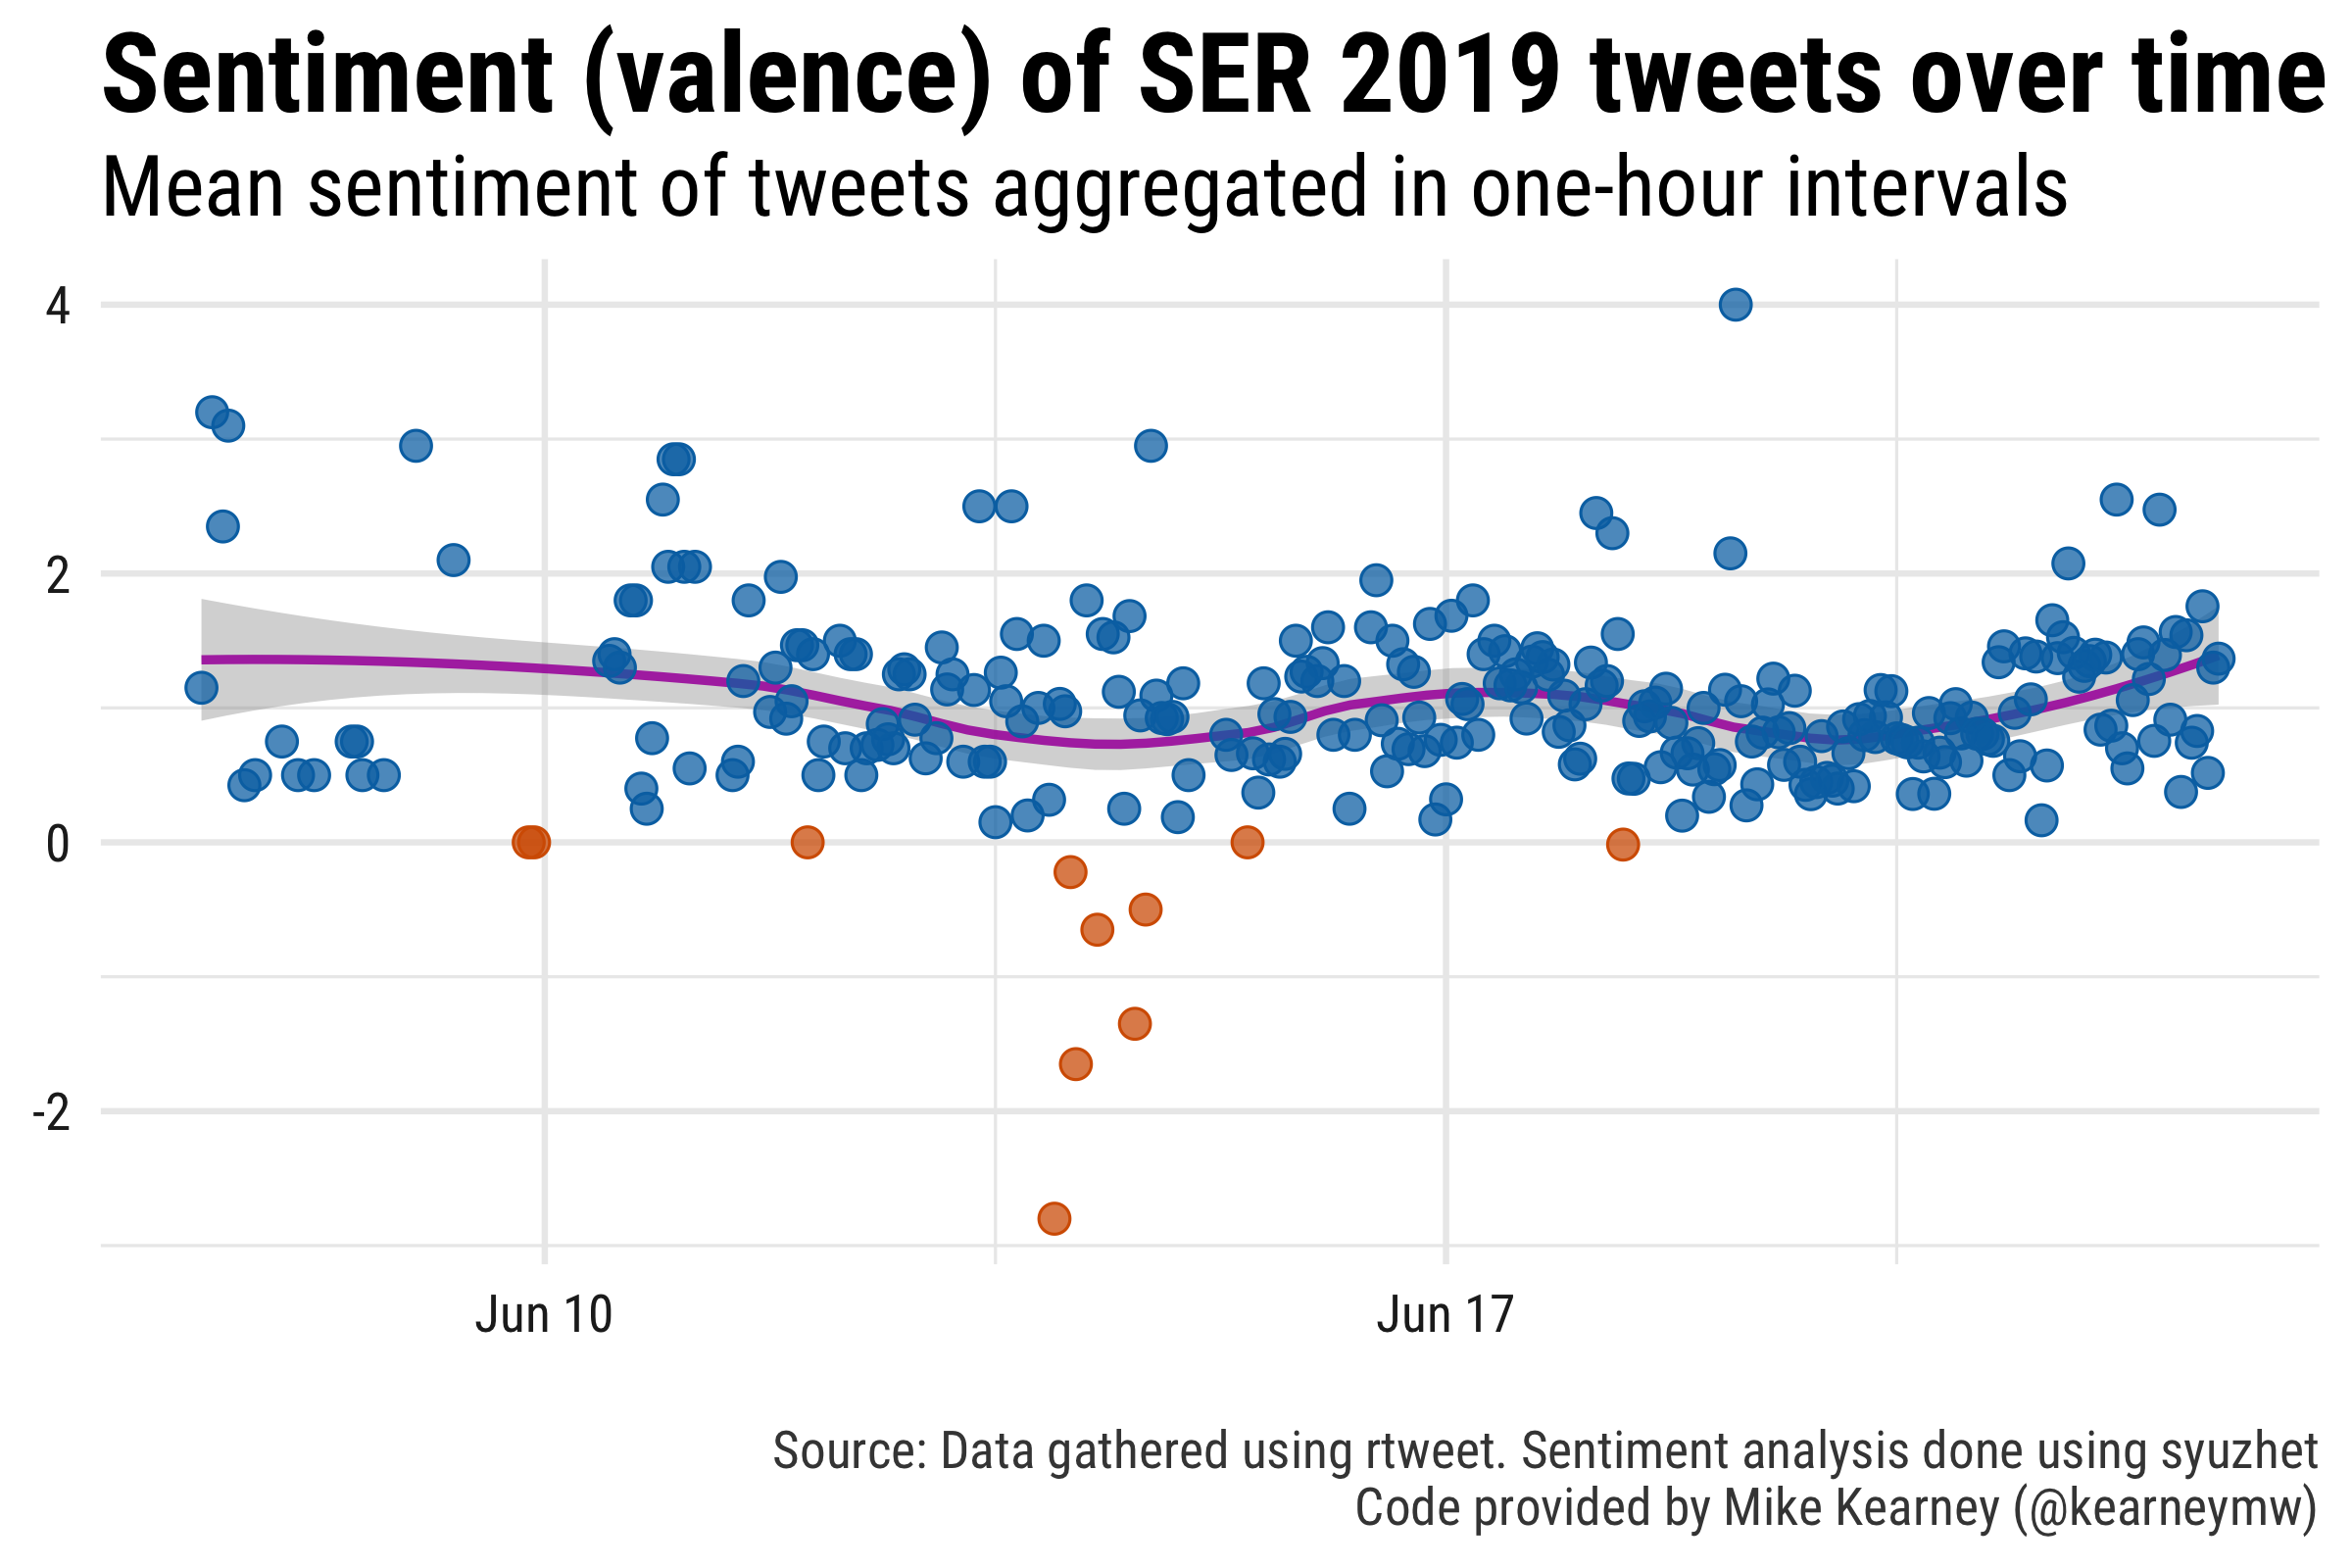 Sentiment (valence) of SER 2019 tweets over time
Mean sentiment of tweets aggregated in one-hour intervals
4
2
0
-2
Jun 10
Jun 17
Source: Data gathered using rtweet. Sentiment analysis done using syuzhet
Code provided by Mike Kearney (@kearneymw)